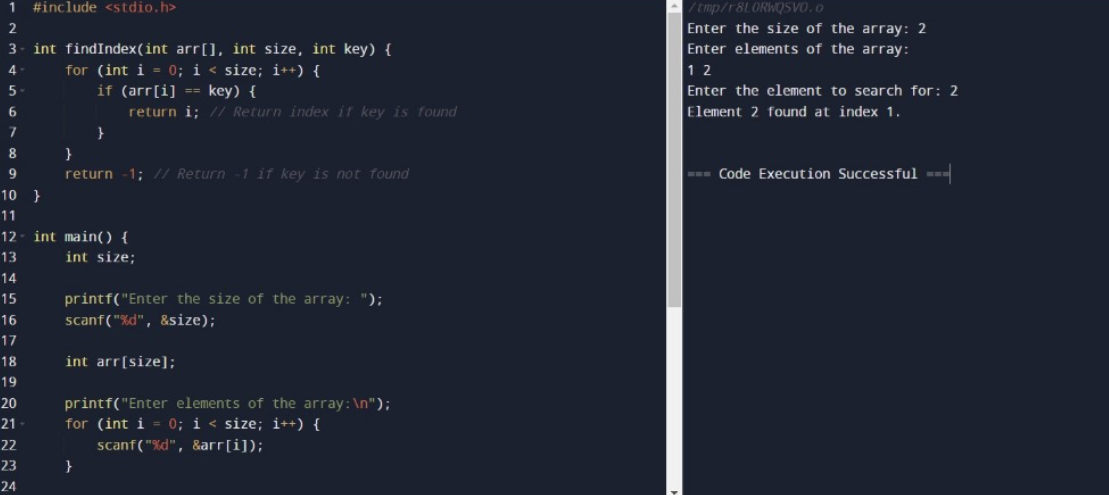 1 #include <stdio.h>
2
3 int findIndex(int arr[], int size, int key) {
4     for (int i = 0; i < size; i++) {
5         if (arr[i] == key) {
6             return i; // Return index if key is found
7         }
8     }
9     return -1; // Return -1 if key is not found
10 }
11
12 int main() {
13     int size;
14
15     printf("Enter the size of the array: ");
16     scanf("%d", &size);
17
18     int arr[size];
19
20     printf("Enter elements of the array:\n");
21     for (int i = 0; i < size; i++) {
22         scanf("%d", &arr[i]);
23     }
24
/tmp/r8LORWQSVO.o
Enter the size of the array: 2
Enter elements of the array:
1 2
Enter the element to search for: 2
Element 2 found at index 1.
=== Code Execution Successful ===